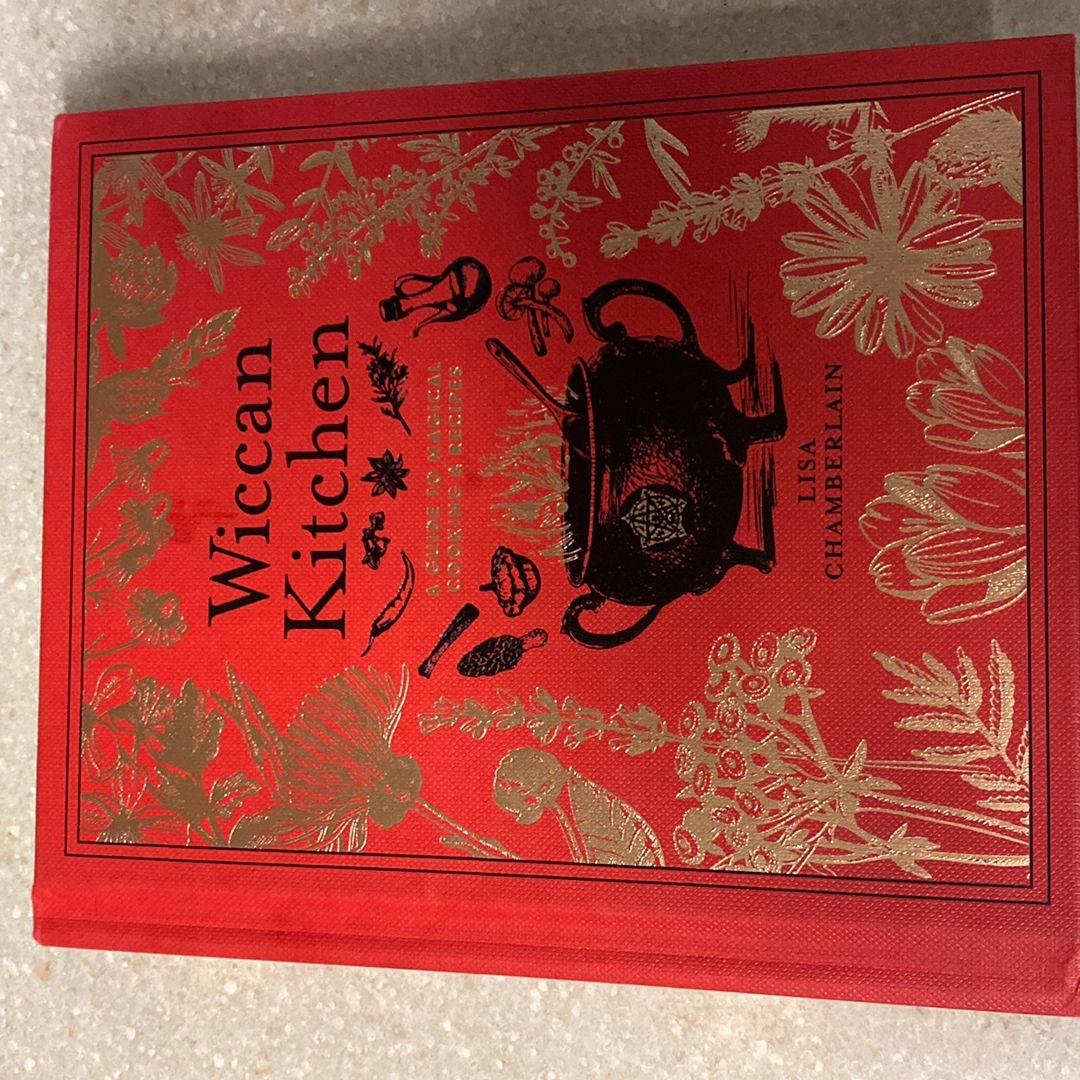 Wiccan
Kitchen
A GUIDE TO MAGICAL
COOKING & RECIPES
LISA
CHAMBERLAIN